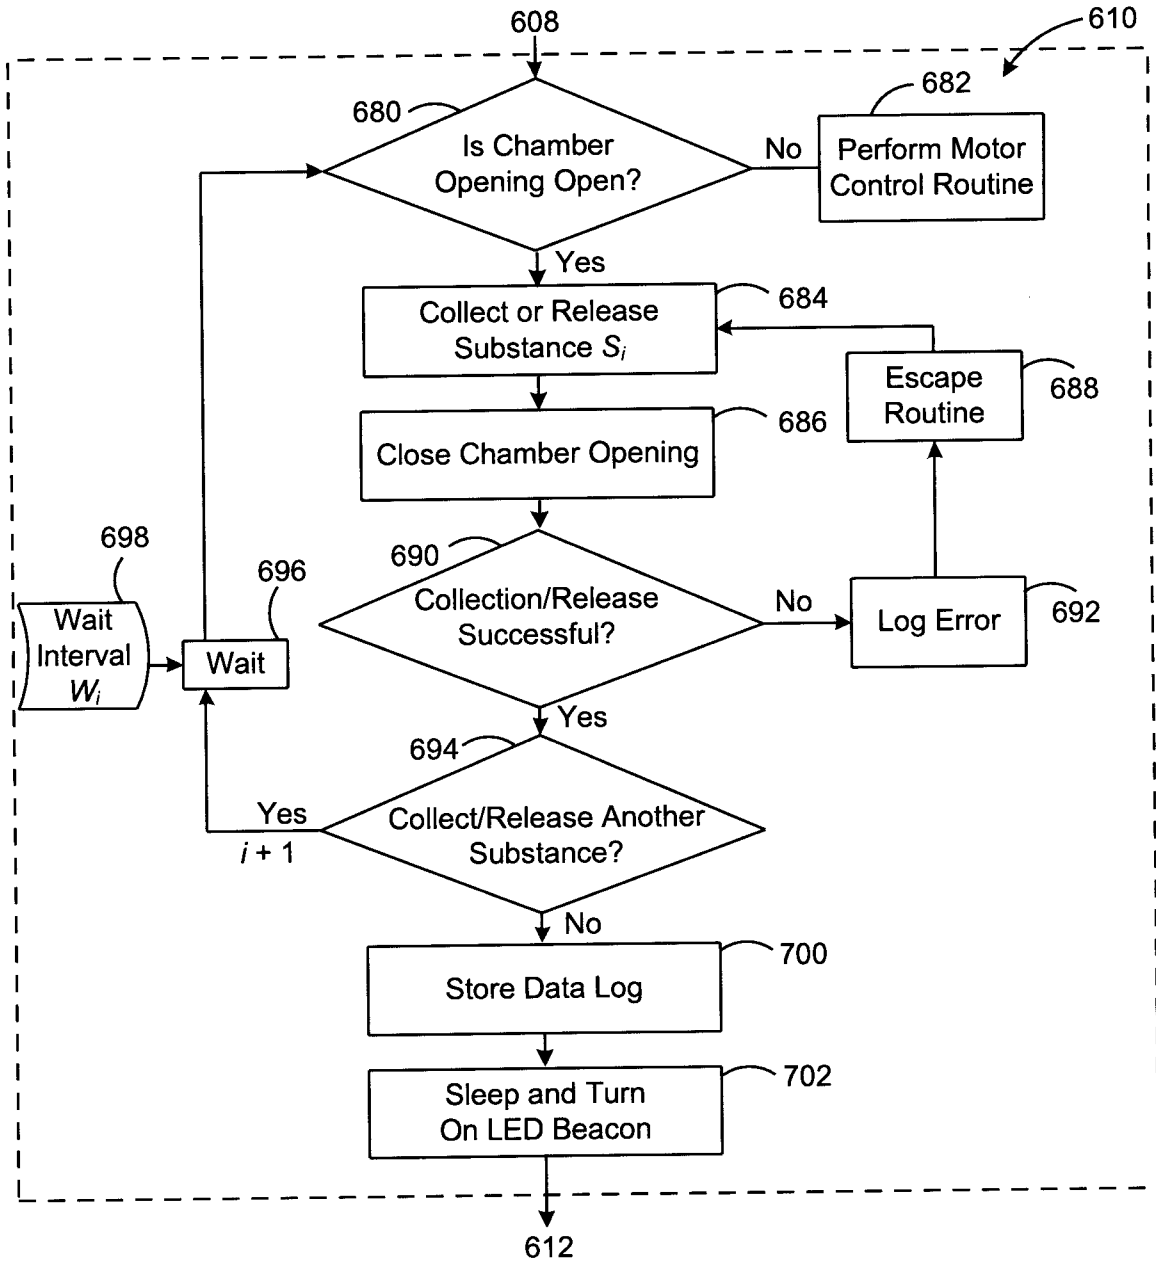 608
610
680
682
Is Chamber
Opening Open?
No
Perform Motor
Control Routine
Yes
684
Collect or Release
Substance Si
Escape
Routine
688
686
Close Chamber Opening
698
690
696
Wait
Interval
Wi
Wait
Collection/Release
Successful?
No
Log Error
692
Yes
694
Yes
i + 1
Collect/Release Another
Substance?
No
700
Store Data Log
702
Sleep and Turn
On LED Beacon
612